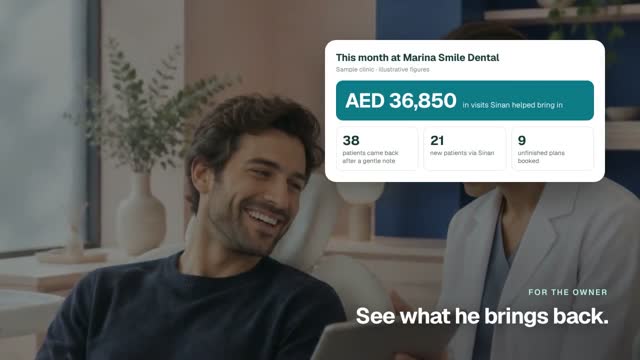 This month at Marina Smile Dental
Sample clinic · illustrative figures
AED 36,850 in visits Sinan helped bring in
38
patients came back
after a gentle note
21
new patients via Sinan
9
unfinished plans
booked
FOR THE OWNER
See what he brings back.